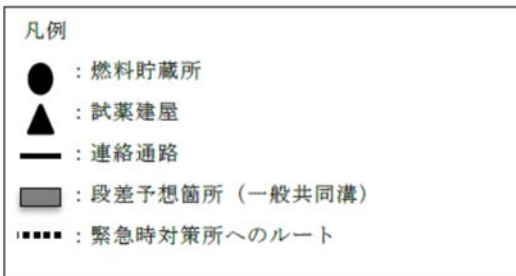 凡例
：燃料貯蔵所
：試薬建屋
：連絡通路
：段差予想箇所（一般共同溝）
：緊急時対策所へのルート